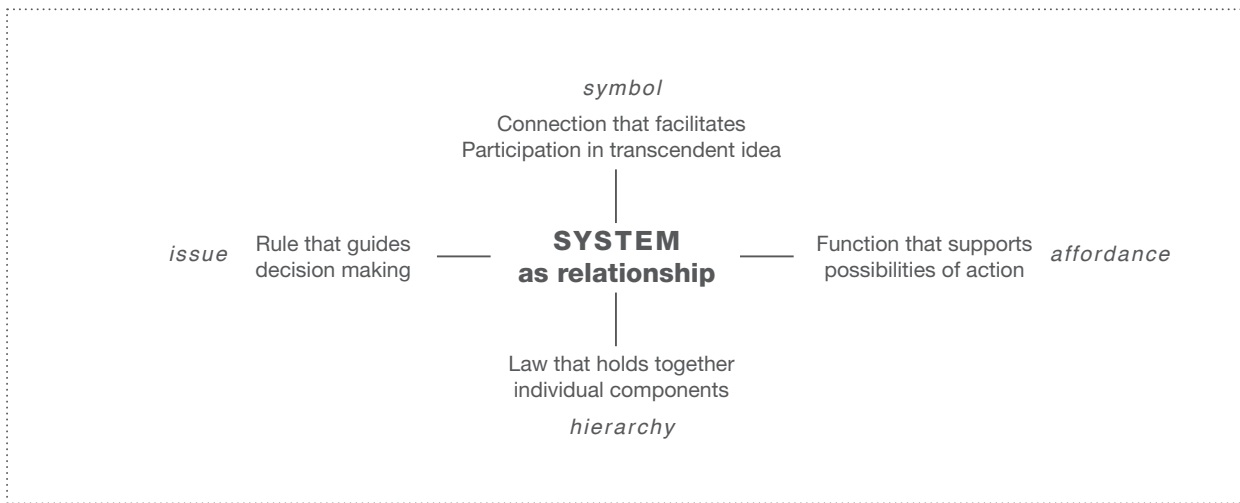 symbol
Connection that facilitates
Participation in transcendent idea
issue
Rule that guides
decision making
SYSTEM
as relationship
Function that supports
possibilities of action
affordance
Law that holds together
individual components
hierarchy